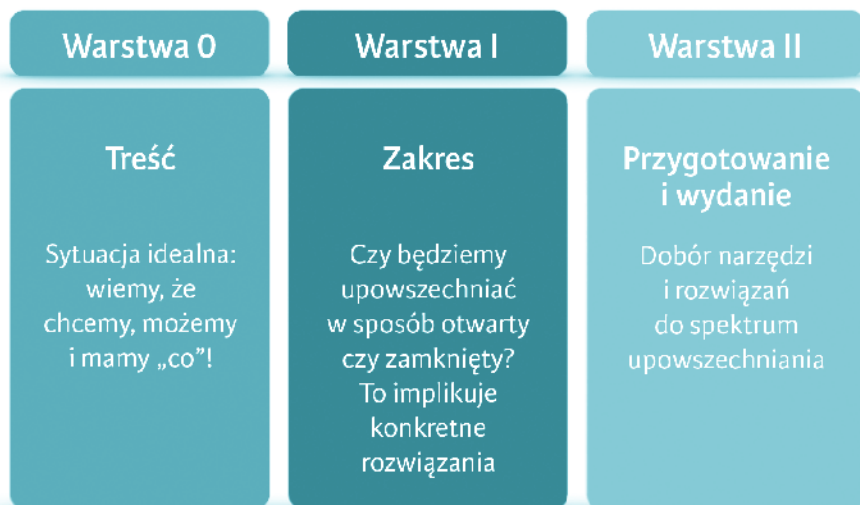 Warstwa 0
Treść
Sytuacja idealna:
wiemy, że
chcemy, możemy
i mamy „co”!
Warstwa I
Zakres
Czy będziemy
upowszechniać
w sposób otwarty
czy zamknięty?
To implikuje
konkretne
rozwiązania
Warstwa II
Przygotowanie
i wydanie
Dobór narzędzi
i rozwiązań
do spektrum
upowszechniania